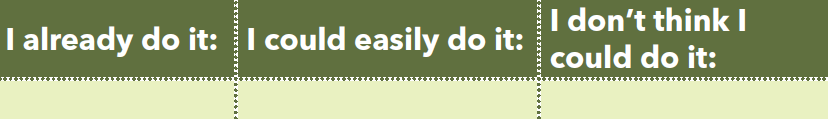 I already do it:
I could easily do it:
I don’t think I
could do it: